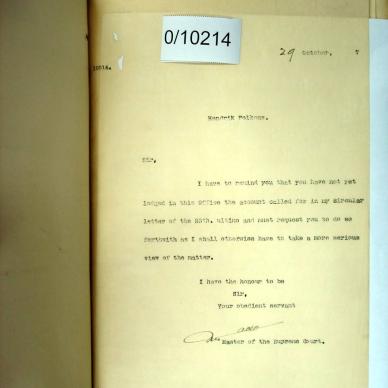 0/10214
29 October, 7
10214.
Hendrik
Sir,
I have to remind you that you have not yet
lodged in this Office the account called for in my circular
letter of the 25th. ultimo and must request you to do so
forthwith as I shall otherwise have to take a more serious
view of the matter.
I have the honour to be
Sir,
Your obedient servant
Master of the Supreme Court.